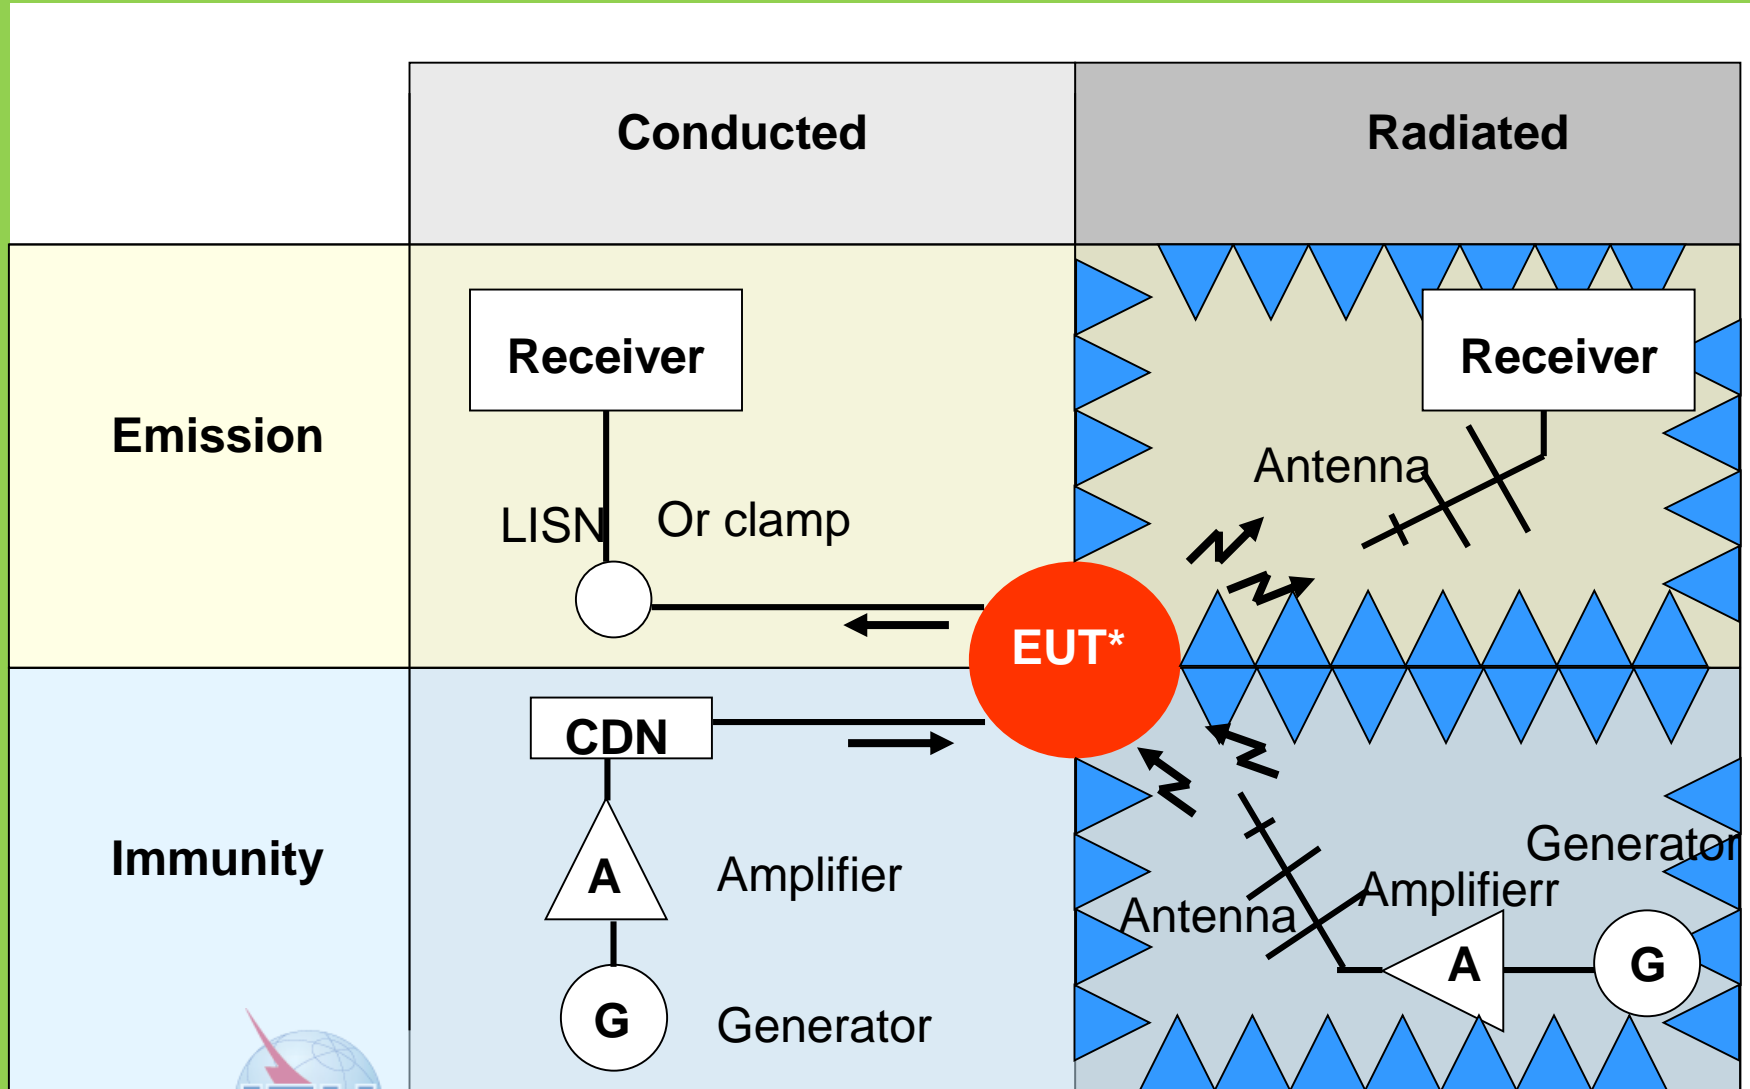 Conducted
Radiated
Emission
Receiver
LISN
Or clamp
Receiver
Antenna
EUT*
Immunity
CDN
A
Amplifier
G
Generator
Generator
Amplifierr
Antenna
A
G